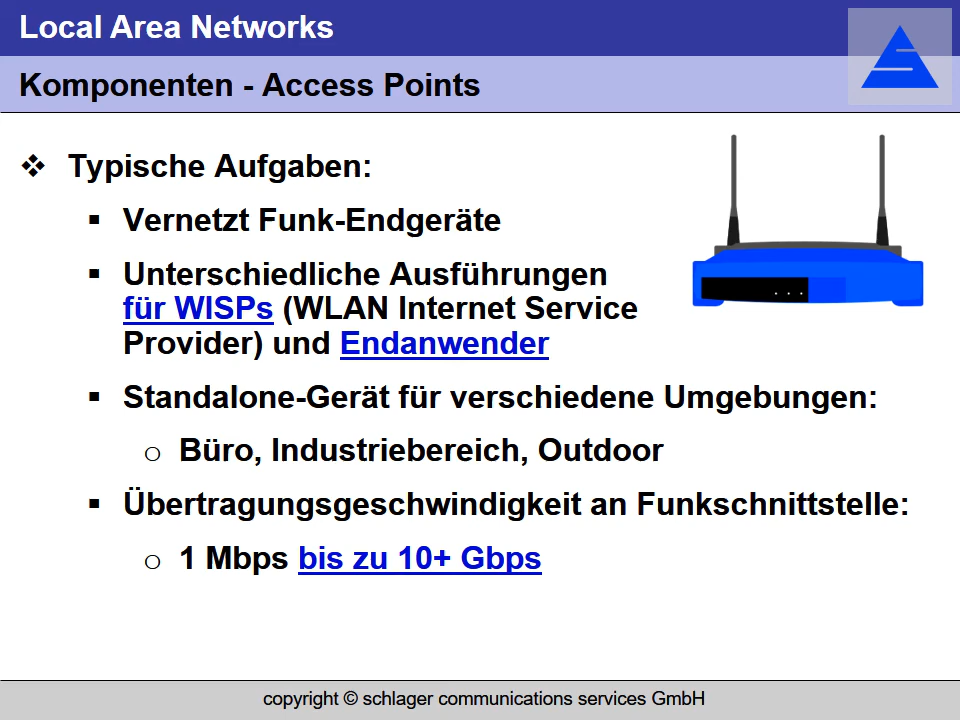 Local Area Networks
Komponenten - Access Points
❖ Typische Aufgaben:
▪ Vernetzt Funk-Endgeräte
▪ Unterschiedliche Ausführungen
für WISPs (WLAN Internet Service
Provider) und Endanwender
▪ Standalone-Gerät für verschiedene Umgebungen:
o Büro, Industriebereich, Outdoor
▪ Übertragungsgeschwindigkeit an Funkschnittstelle:
o 1 Mbps bis zu 10+ Gbps
copyright © schlager communications services GmbH